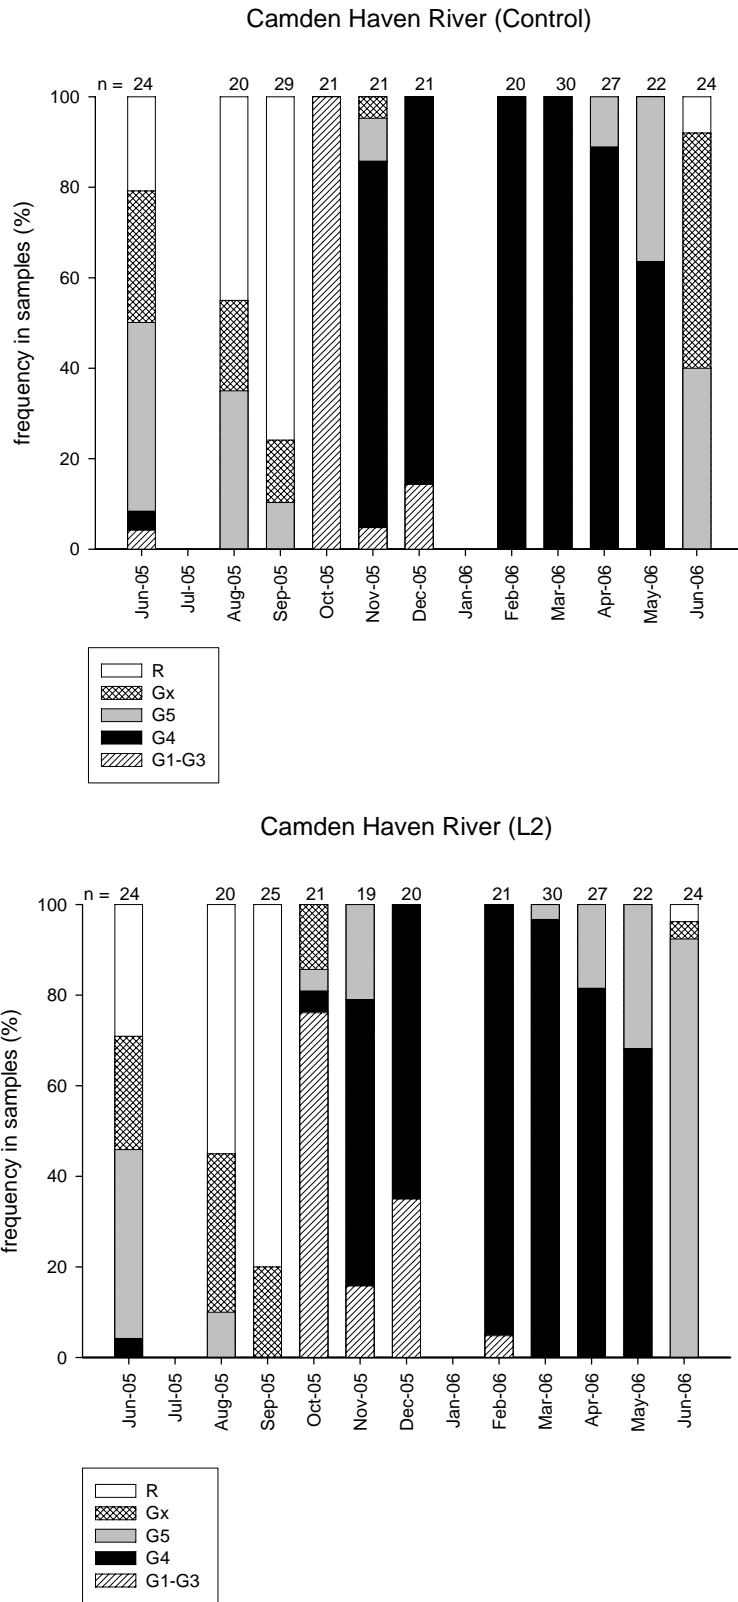 Camden Haven River (Control)
n = 24 20 29 21 21 21 20 30 27 22 24
100
80
60
40
20
0
frequency in samples (%)
Jun-05
Jul-05
Aug-05
Sep-05
Oct-05
Nov-05
Dec-05
Jan-06
Feb-06
Mar-06
Apr-06
May-06
Jun-06
R
Gx
G5
G4
G1-G3
Camden Haven River (L2)
n = 24 20 25 21 19 20 21 30 27 22 24
100
80
60
40
20
0
frequency in samples (%)
Jun-05
Jul-05
Aug-05
Sep-05
Oct-05
Nov-05
Dec-05
Jan-06
Feb-06
Mar-06
Apr-06
May-06
Jun-06
R
Gx
G5
G4
G1-G3